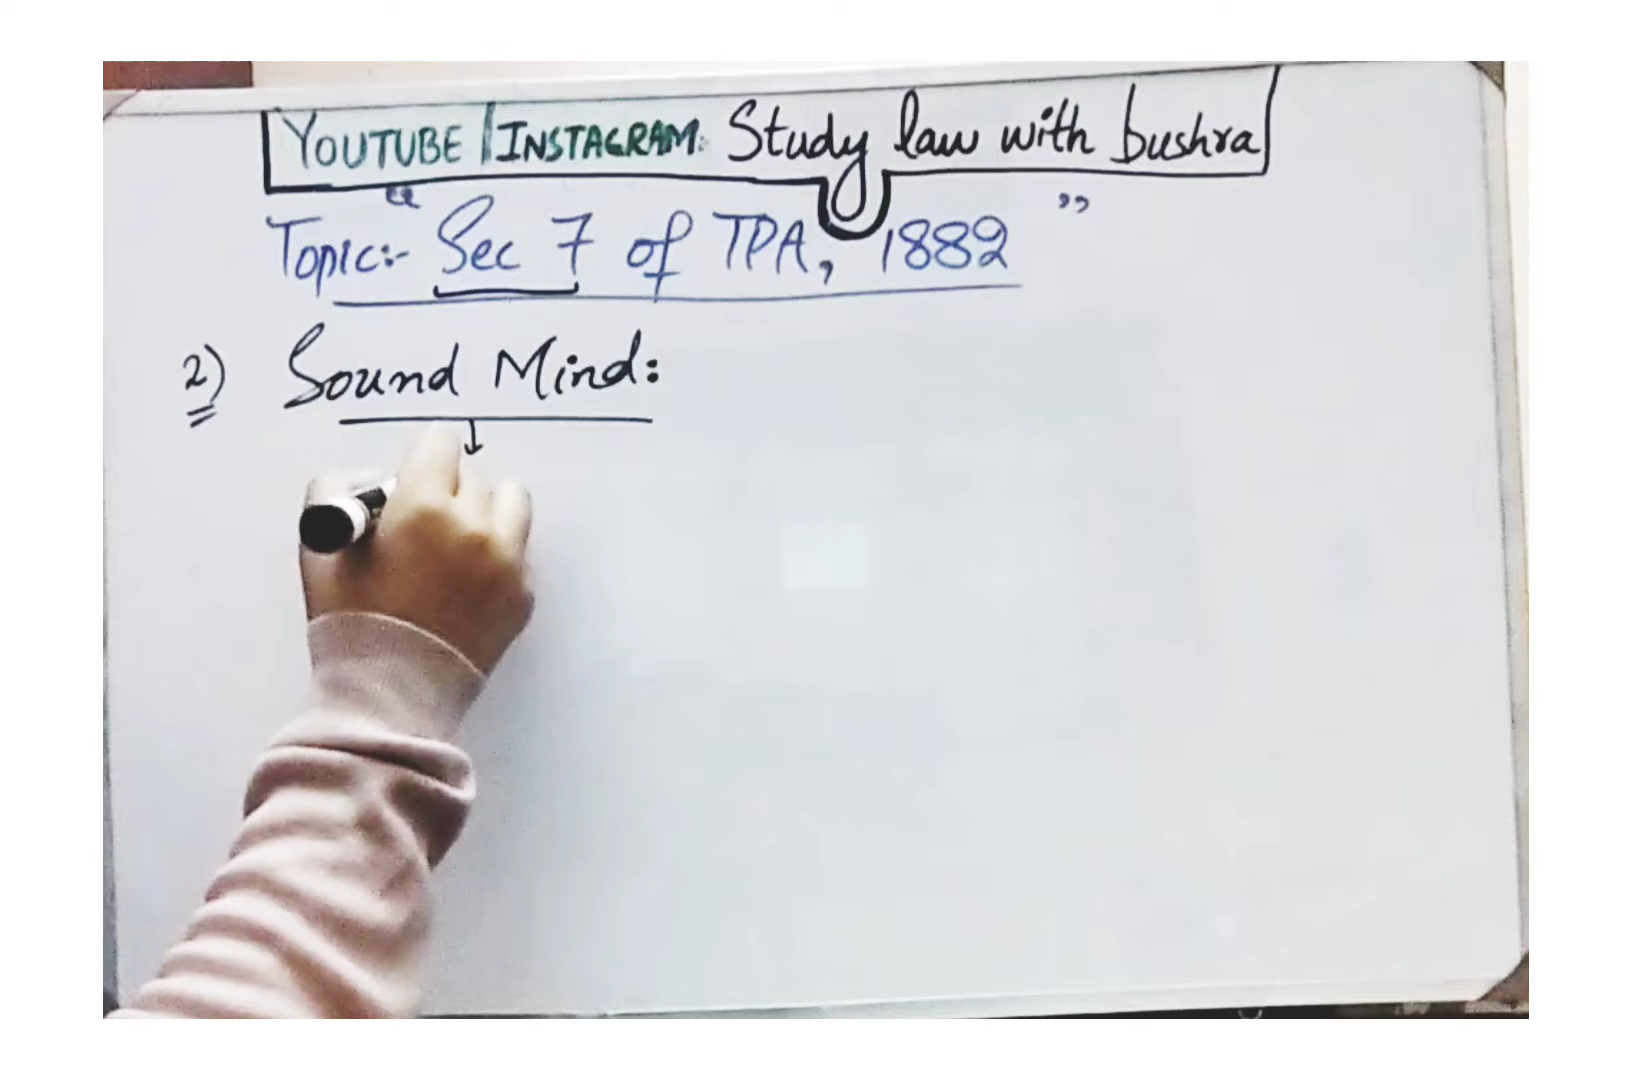 YOUTUBE | INSTAGRAM: Study law with bushra
Topic:- "Sec 7 of TPA, 1882"
2) Sound Mind: